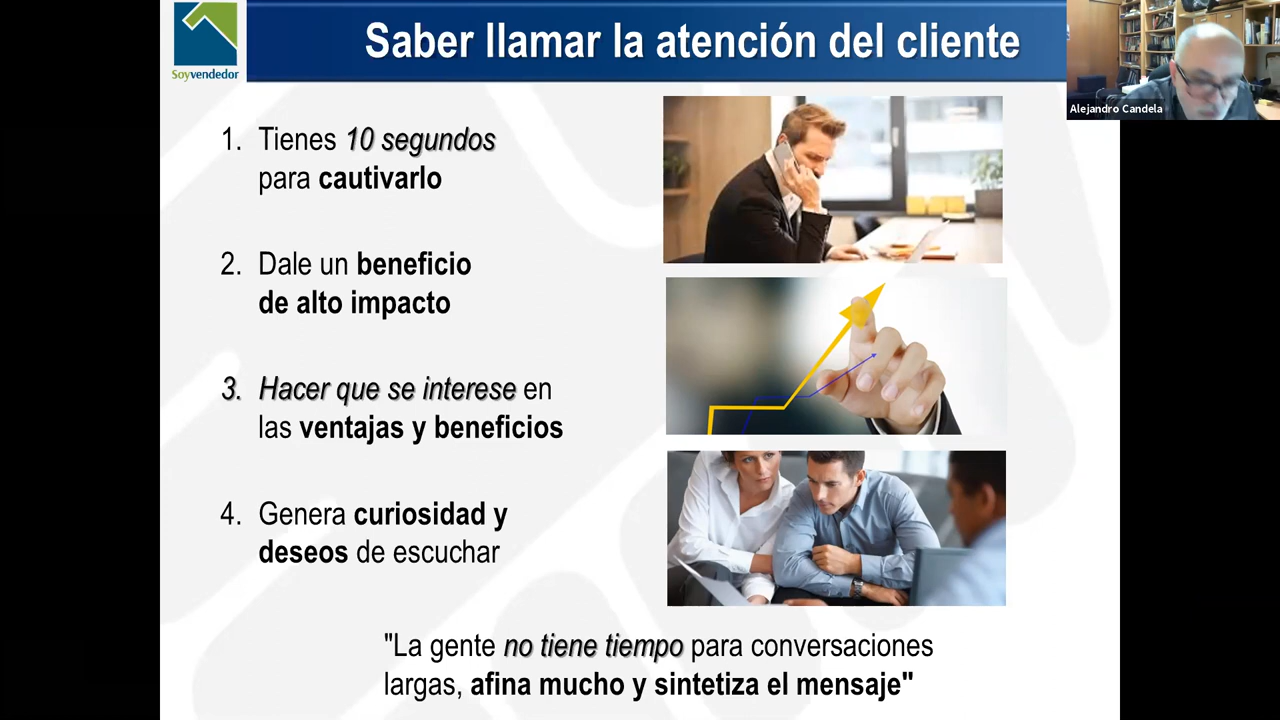 Soyvendedor
Saber llamar la atención del cliente
Alejandro Candela
1. Tienes 10 segundos
para cautivarlo
2. Dale un beneficio
de alto impacto
3. Hacer que se interese en
las ventajas y beneficios
4. Genera curiosidad y
deseos de escuchar
"La gente no tiene tiempo para conversaciones
largas, afina mucho y sintetiza el mensaje"